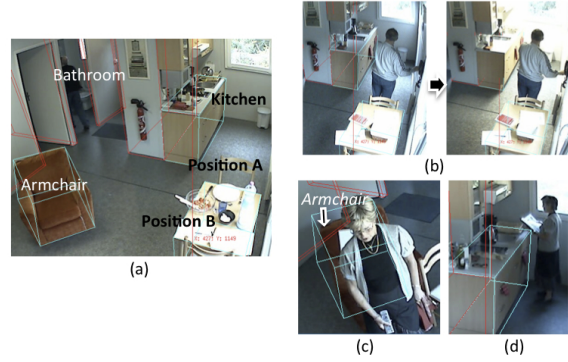 Bathroom
Kitchen
Armchair
Position A
Position B
(a)
(b)
Armchair
(c)
(d)